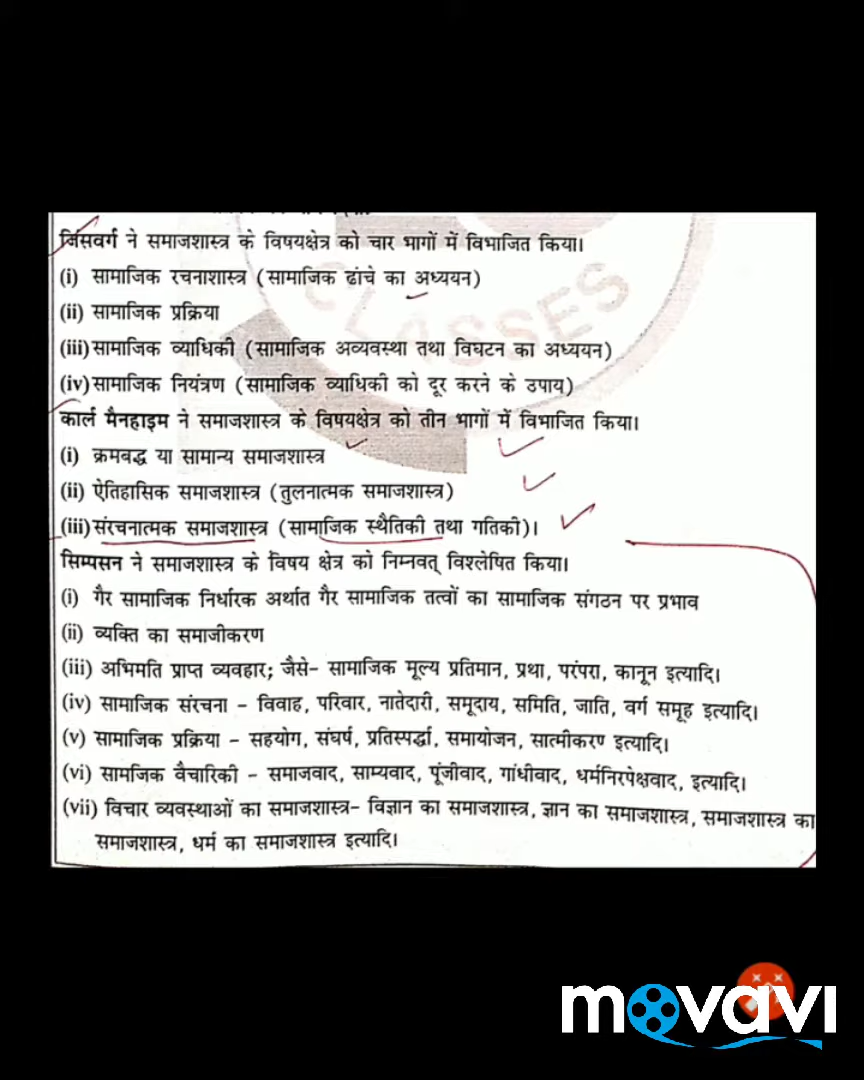 जिंसवर्ग ने समाजशास्त्र के विषयक्षेत्र को चार भागों में विभाजित किया।
(i) सामाजिक रचनाशास्त्र (सामाजिक ढांचे का अध्ययन)
CLASSES
(ii) सामाजिक प्रक्रिया
(iii) सामाजिक व्याधिकी (सामाजिक अव्यवस्था तथा विघटन का अध्ययन)
(iv) सामाजिक नियंत्रण (सामाजिक व्याधिकी को दूर करने के उपाय)
कार्ल मैनहाइम ने समाजशास्त्र के विषयक्षेत्र को तीन भागों में विभाजित किया।
(i) क्रमबद्ध या सामान्य समाजशास्त्र
(ii) ऐतिहासिक समाजशास्त्र (तुलनात्मक समाजशास्त्र)
(iii) संरचनात्मक समाजशास्त्र (सामाजिक स्थैतिकी तथा गतिकी)।
सिम्पसन ने समाजशास्त्र के विषय क्षेत्र को निम्नवत् विश्लेषित किया।
(i) गैर सामाजिक निर्धारक अर्थात गैर सामाजिक तत्वों का सामाजिक संगठन पर प्रभाव
(ii) व्यक्ति का समाजीकरण
(iii) अभिमति प्राप्त व्यवहार; जैसे– सामाजिक मूल्य प्रतिमान, प्रथा, परंपरा, कानून इत्यादि।
(iv) सामाजिक संरचना – विवाह, परिवार, नातेदारी, समूदाय, समिति, जाति, वर्ग समूह इत्यादि।
(v) सामाजिक प्रक्रिया – सहयोग, संघर्ष, प्रतिस्पर्द्धा, समायोजन, सात्मीकरण इत्यादि।
(vi) सामजिक वैचारिकी – समाजवाद, साम्यवाद, पूंजीवाद, गांधीवाद, धर्मनिरपेक्षवाद, इत्यादि।
(vii) विचार व्यवस्थाओं का समाजशास्त्र– विज्ञान का समाजशास्त्र, ज्ञान का समाजशास्त्र, समाजशास्त्र का
समाजशास्त्र, धर्म का समाजशास्त्र इत्यादि।
movavi